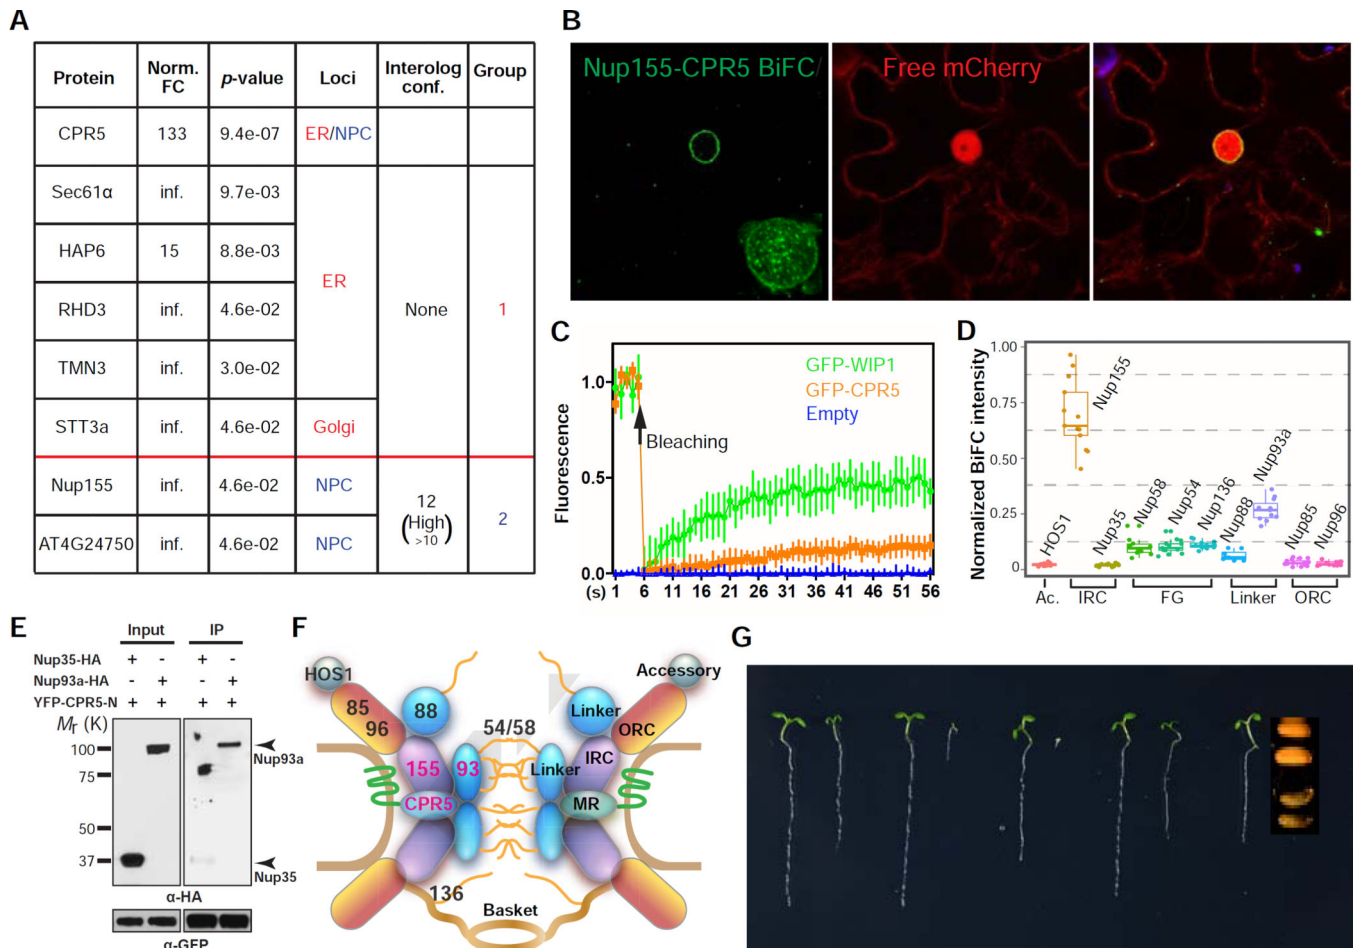 A
Protein Norm. FC p-value Loci Interolog conf. Group
CPR5 133 9.4e-07 ER/NPC
Sec61α inf. 9.7e-03
HAP6 15 8.8e-03
RHD3 inf. 4.6e-02
ER None 1
TMN3 inf. 3.0e-02
STT3a inf. 4.6e-02 Golgi
Nup155 inf. 4.6e-02 NPC
12 (High >10) 2
AT4G24750 inf. 4.6e-02 NPC
B
Nup155-CPR5 BiFC/
Free mCherry
C
Fluorescence
1.0
0.5
0.0
GFP-WIP1
GFP-CPR5
Empty
Bleaching
(s) 1 6 11 16 21 26 31 36 41 46 51 56
D
Normalized BiFC intensity
1.00
0.75
0.50
0.25
0
HOS1
Nup155
Nup35
Nup58
Nup54
Nup136
Nup88
Nup93a
Nup85
Nup96
Ac. IRC FG Linker ORC
E
Input IP
Nup35-HA + - + -
Nup93a-HA - + - +
YFP-CPR5-N + + + +
Mr (K)
100
75
50
37
Nup93a
Nup35
α-HA
α-GFP
F
HOS1 Accessory
85 88 Linker
96 54/58 ORC
155 93 Linker IRC
CPR5 MR
136
Basket
G